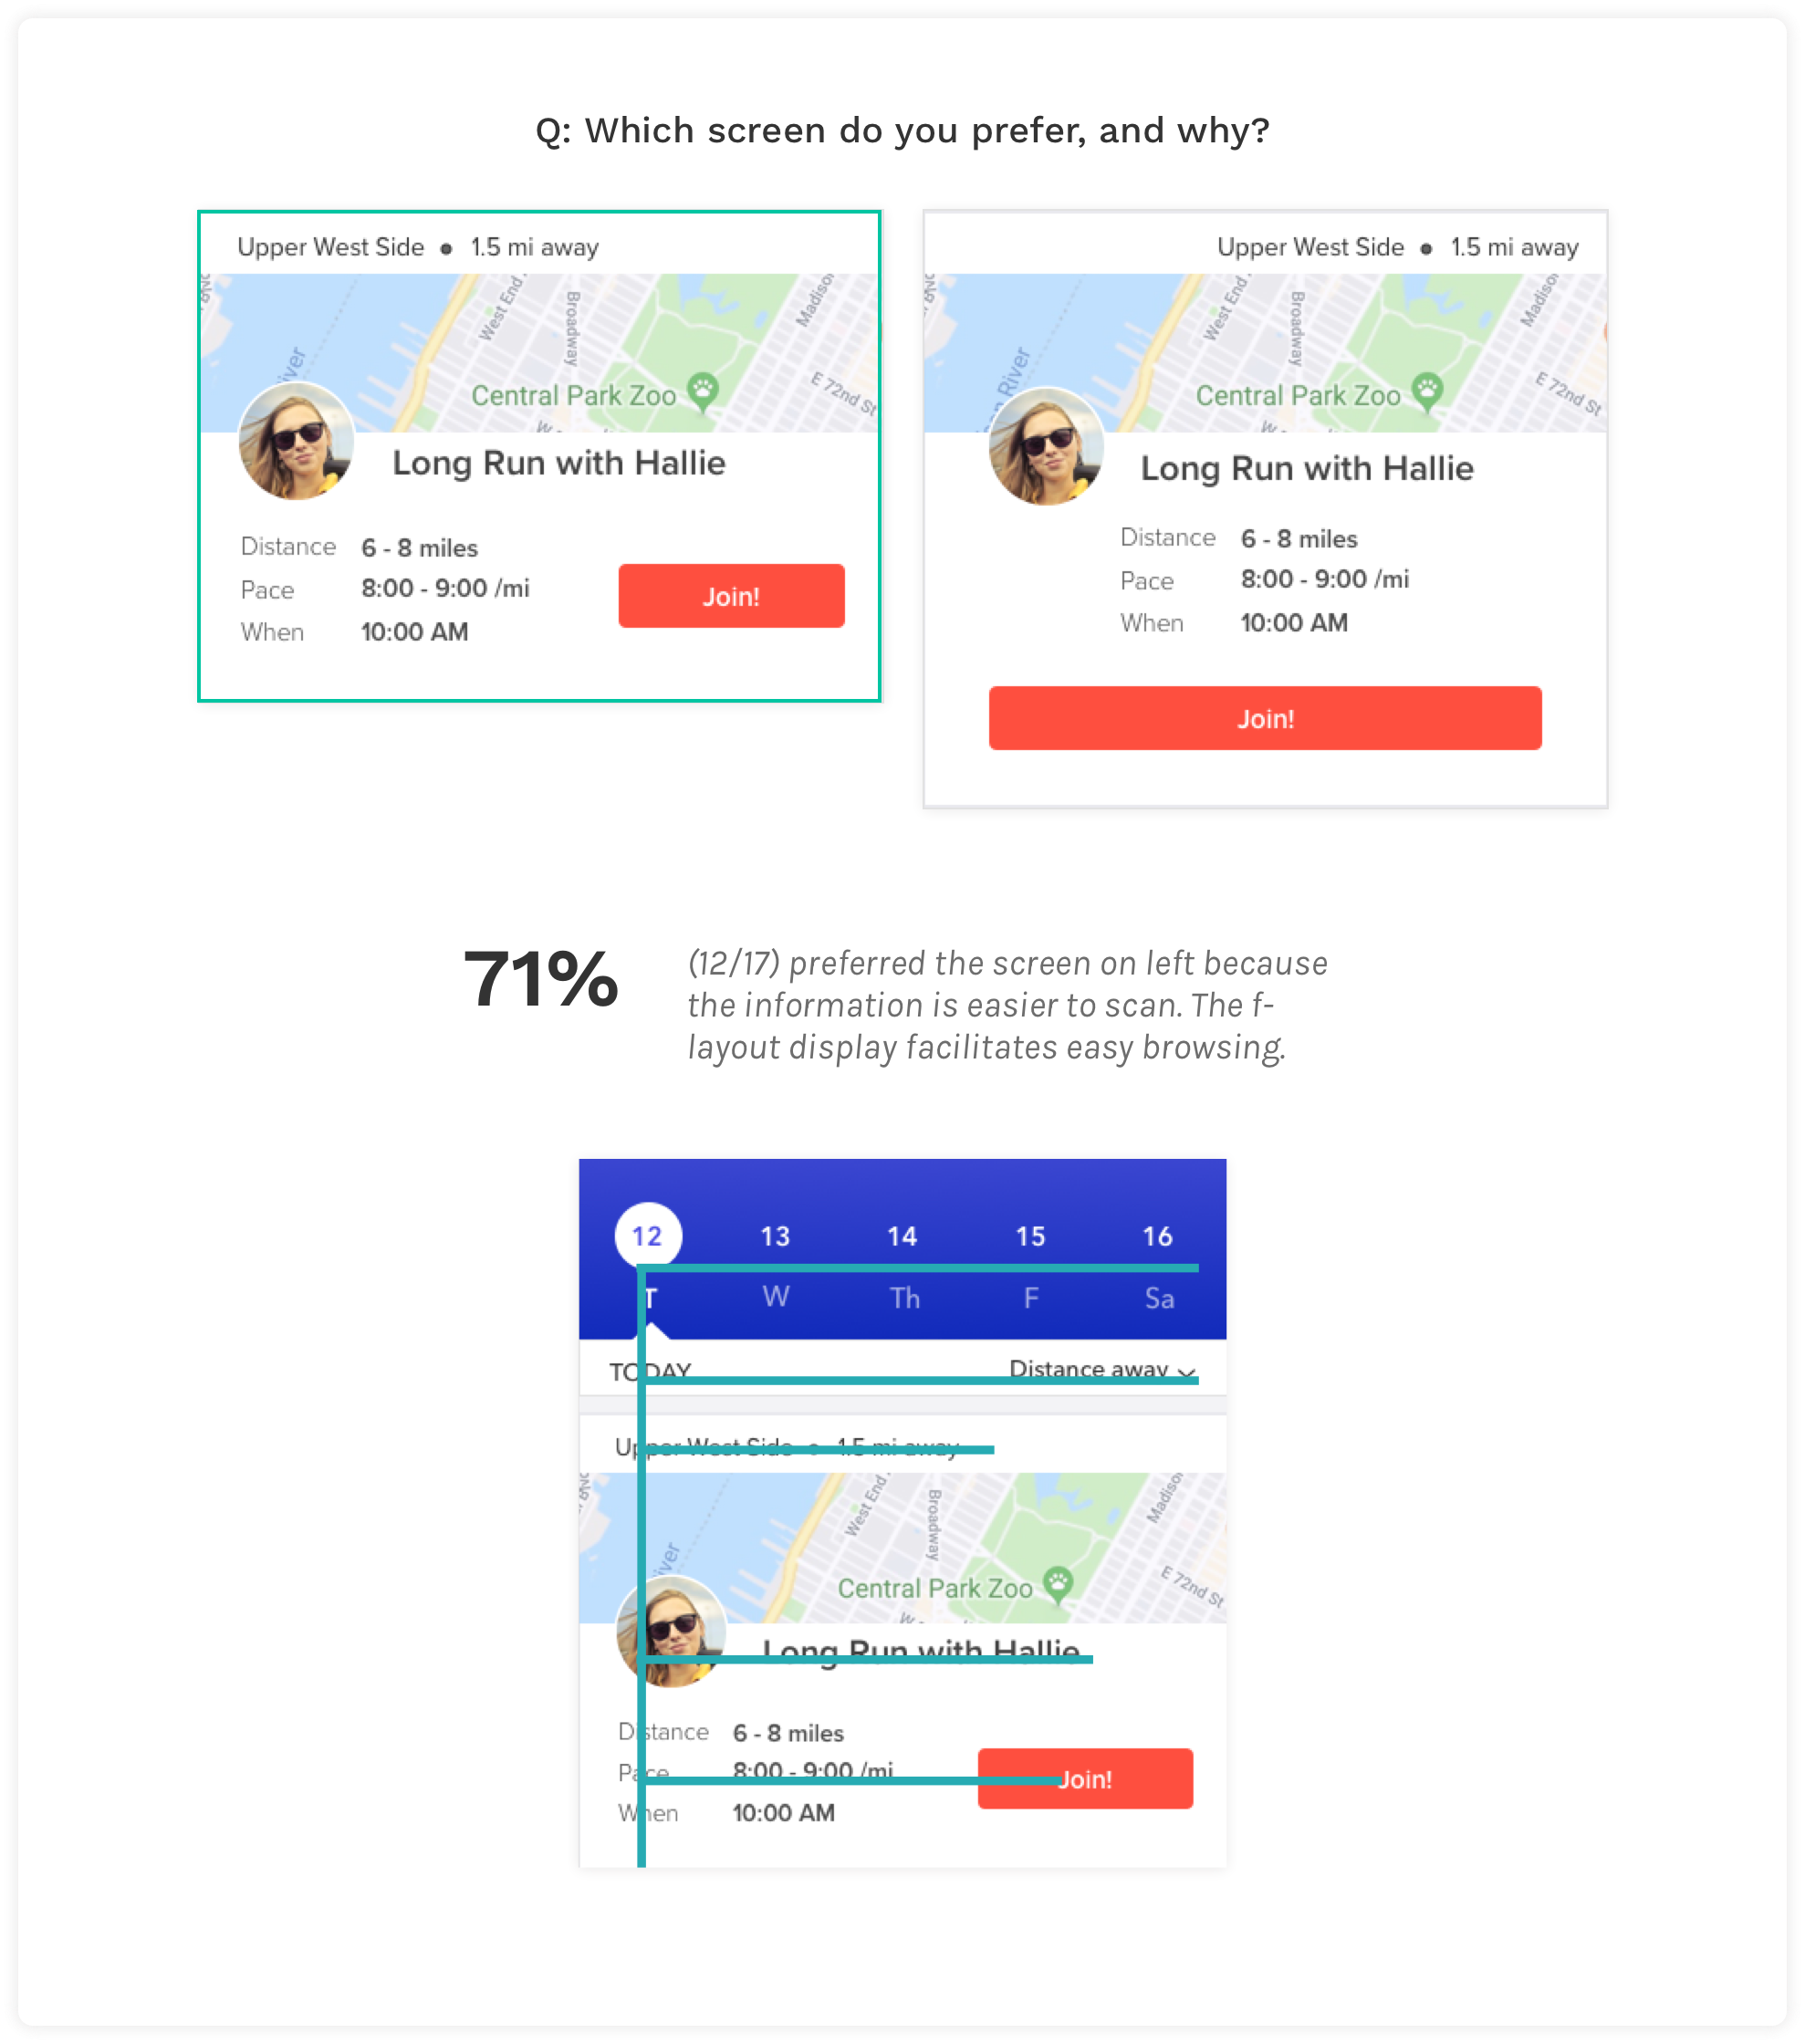 Q: Which screen do you prefer, and why?
Upper West Side ● 1.5 mi away
West End
Broadway
Madiso
Central Park Zoo
E 72nd St
Long Run with Hallie
Distance 6 - 8 miles
Pace 8:00 - 9:00 /mi
When 10:00 AM
Join!
Upper West Side ● 1.5 mi away
River
West End
Broadway
Madiso
Central Park Zoo
E 72nd St
Long Run with Hallie
Distance 6 - 8 miles
Pace 8:00 - 9:00 /mi
When 10:00 AM
Join!
71%
(12/17) preferred the screen on left because
the information is easier to scan. The f-
layout display facilitates easy browsing.
12 13 14 15 16
T W Th F Sa
TODAY Distance away
Upper West Side ● 1.5 mi away
West End
Broadway
Madiso
Central Park Zoo
E 72nd St
Long Run with Hallie
Distance 6 - 8 miles
Pace 8:00 - 9:00 /mi
When 10:00 AM
Join!